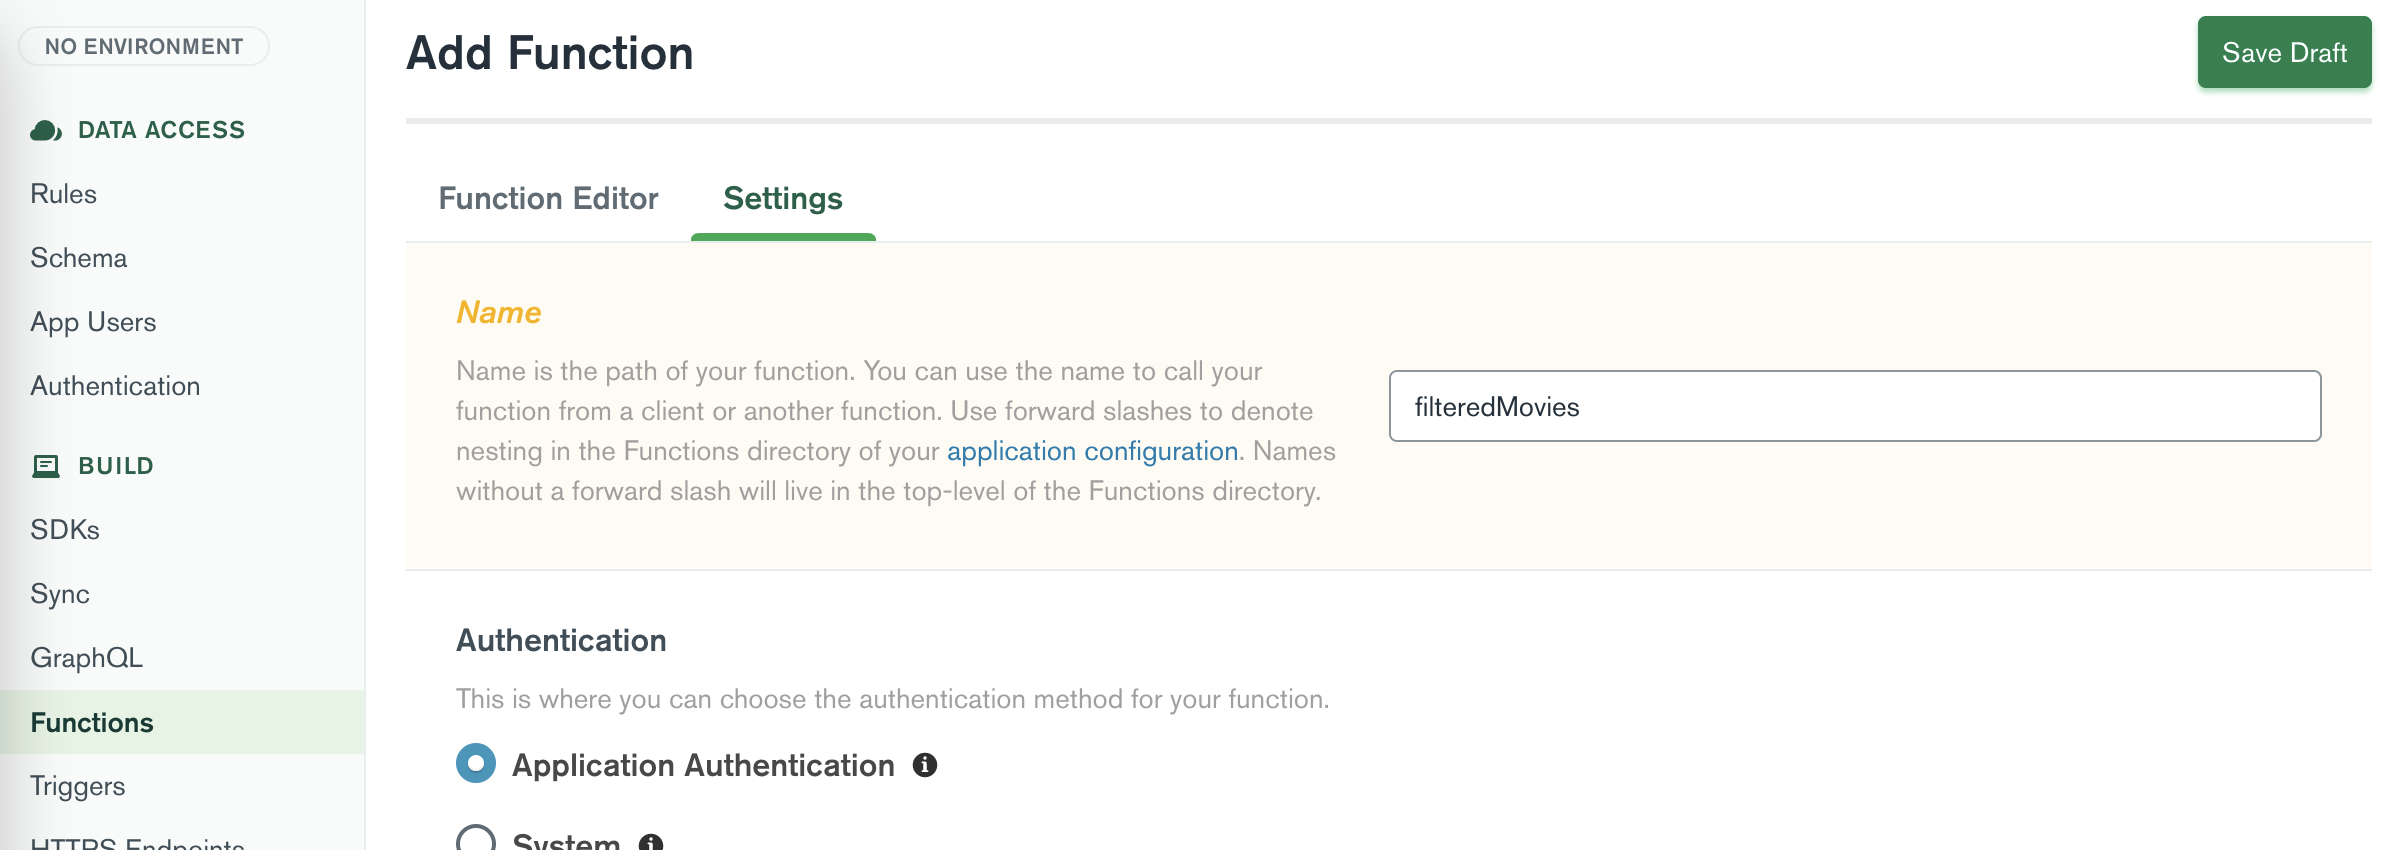 NO ENVIRONMENT
DATA ACCESS
Rules
Schema
App Users
Authentication
BUILD
SDKs
Sync
GraphQL
Functions
Triggers
HTTPS Endpoints
Add Function
Save Draft
Function Editor
Settings
Name
Name is the path of your function. You can use the name to call your
function from a client or another function. Use forward slashes to denote
nesting in the Functions directory of your application configuration. Names
without a forward slash will live in the top-level of the Functions directory.
filteredMovies
Authentication
This is where you can choose the authentication method for your function.
Application Authentication
System